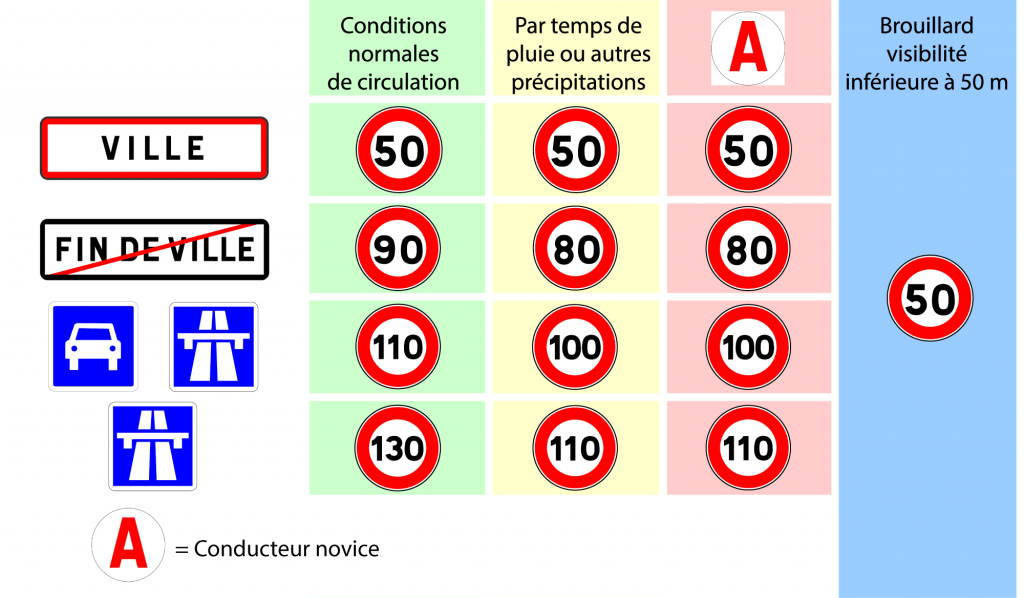 Conditions
normales
de circulation
Par temps de
pluie ou autres
précipitations
A
Brouillard
visibilité
inférieure à 50 m
VILLE
50
50
50
FIN DE VILLE
90
80
80
50
110
100
100
130
110
110
A
= Conducteur novice